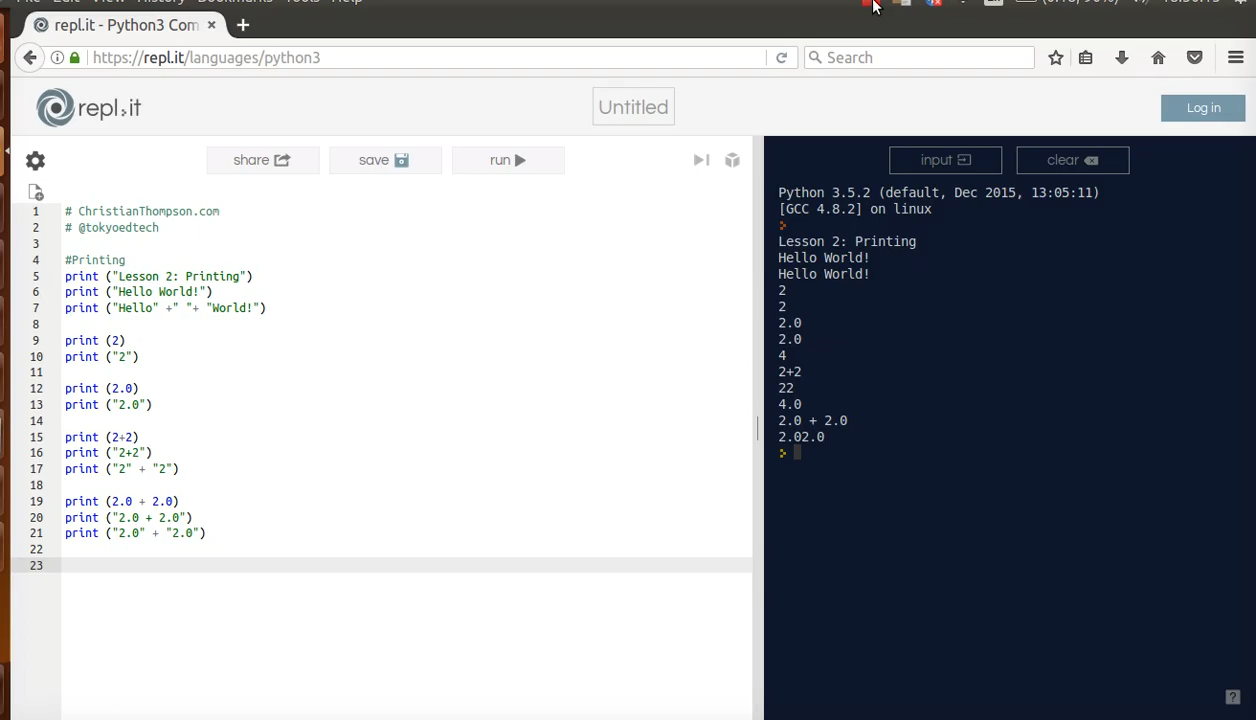 File Edit View History Bookmarks Tools Help
repl.it - Python3 Com
https://repl.it/languages/python3
Search
repl.it
Untitled
Log in
share
save
run
input
clear
1 # ChristianThompson.com
2 # @tokyoedtech
3
4 #Printing
5 print ("Lesson 2: Printing")
6 print ("Hello World!")
7 print ("Hello" +" "+ "World!")
8
9 print (2)
10 print ("2")
11
12 print (2.0)
13 print ("2.0")
14
15 print (2+2)
16 print ("2+2")
17 print ("2" + "2")
18
19 print (2.0 + 2.0)
20 print ("2.0 + 2.0")
21 print ("2.0" + "2.0")
22
23
Python 3.5.2 (default, Dec 2015, 13:05:11)
[GCC 4.8.2] on linux
Lesson 2: Printing
Hello World!
Hello World!
2
2
2.0
2.0
4
2+2
22
4.0
2.0 + 2.0
2.02.0
?